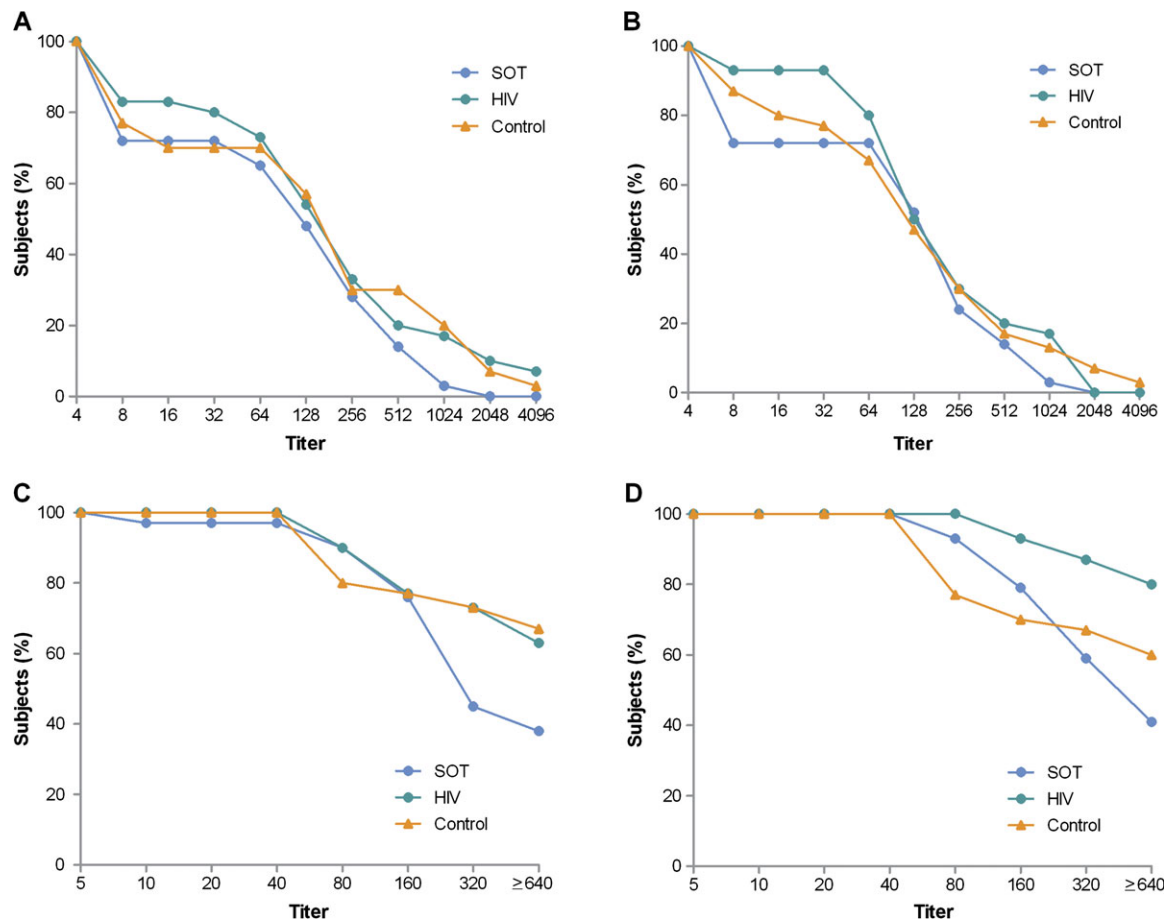 A
100
80
60
40
20
0
Subjects (%)
SOT
HIV
Control
4 8 16 32 64 128 256 512 1024 2048 4096
Titer
B
100
80
60
40
20
0
Subjects (%)
SOT
HIV
Control
4 8 16 32 64 128 256 512 1024 2048 4096
Titer
C
100
80
60
40
20
0
Subjects (%)
SOT
HIV
Control
5 10 20 40 80 160 320 ≥640
Titer
D
100
80
60
40
20
0
Subjects (%)
SOT
HIV
Control
5 10 20 40 80 160 320 ≥640
Titer